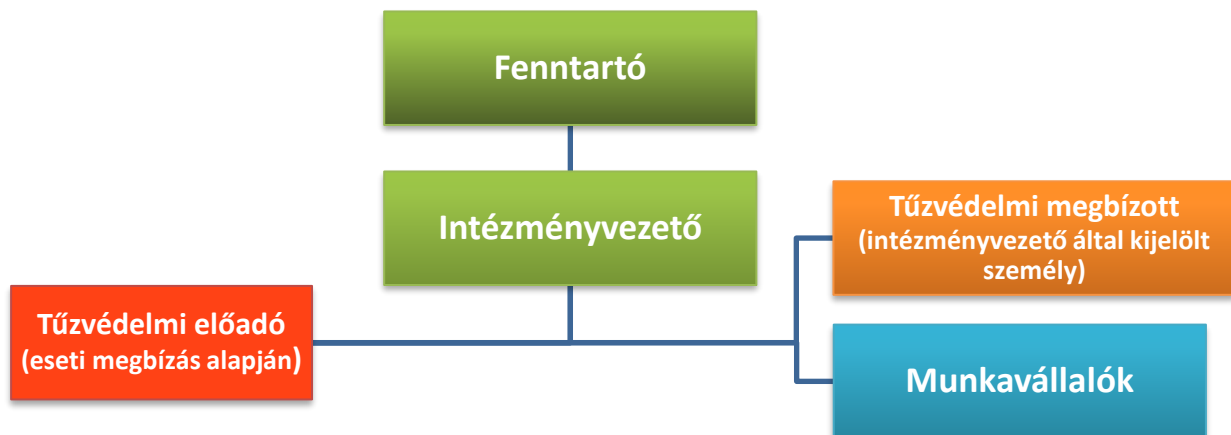 Fenntartó
Intézményvezető
Tűzvédelmi megbízott
(intézményvezető által kijelölt
személy)
Tűzvédelmi előadó
(eseti megbízás alapján)
Munkavállalók